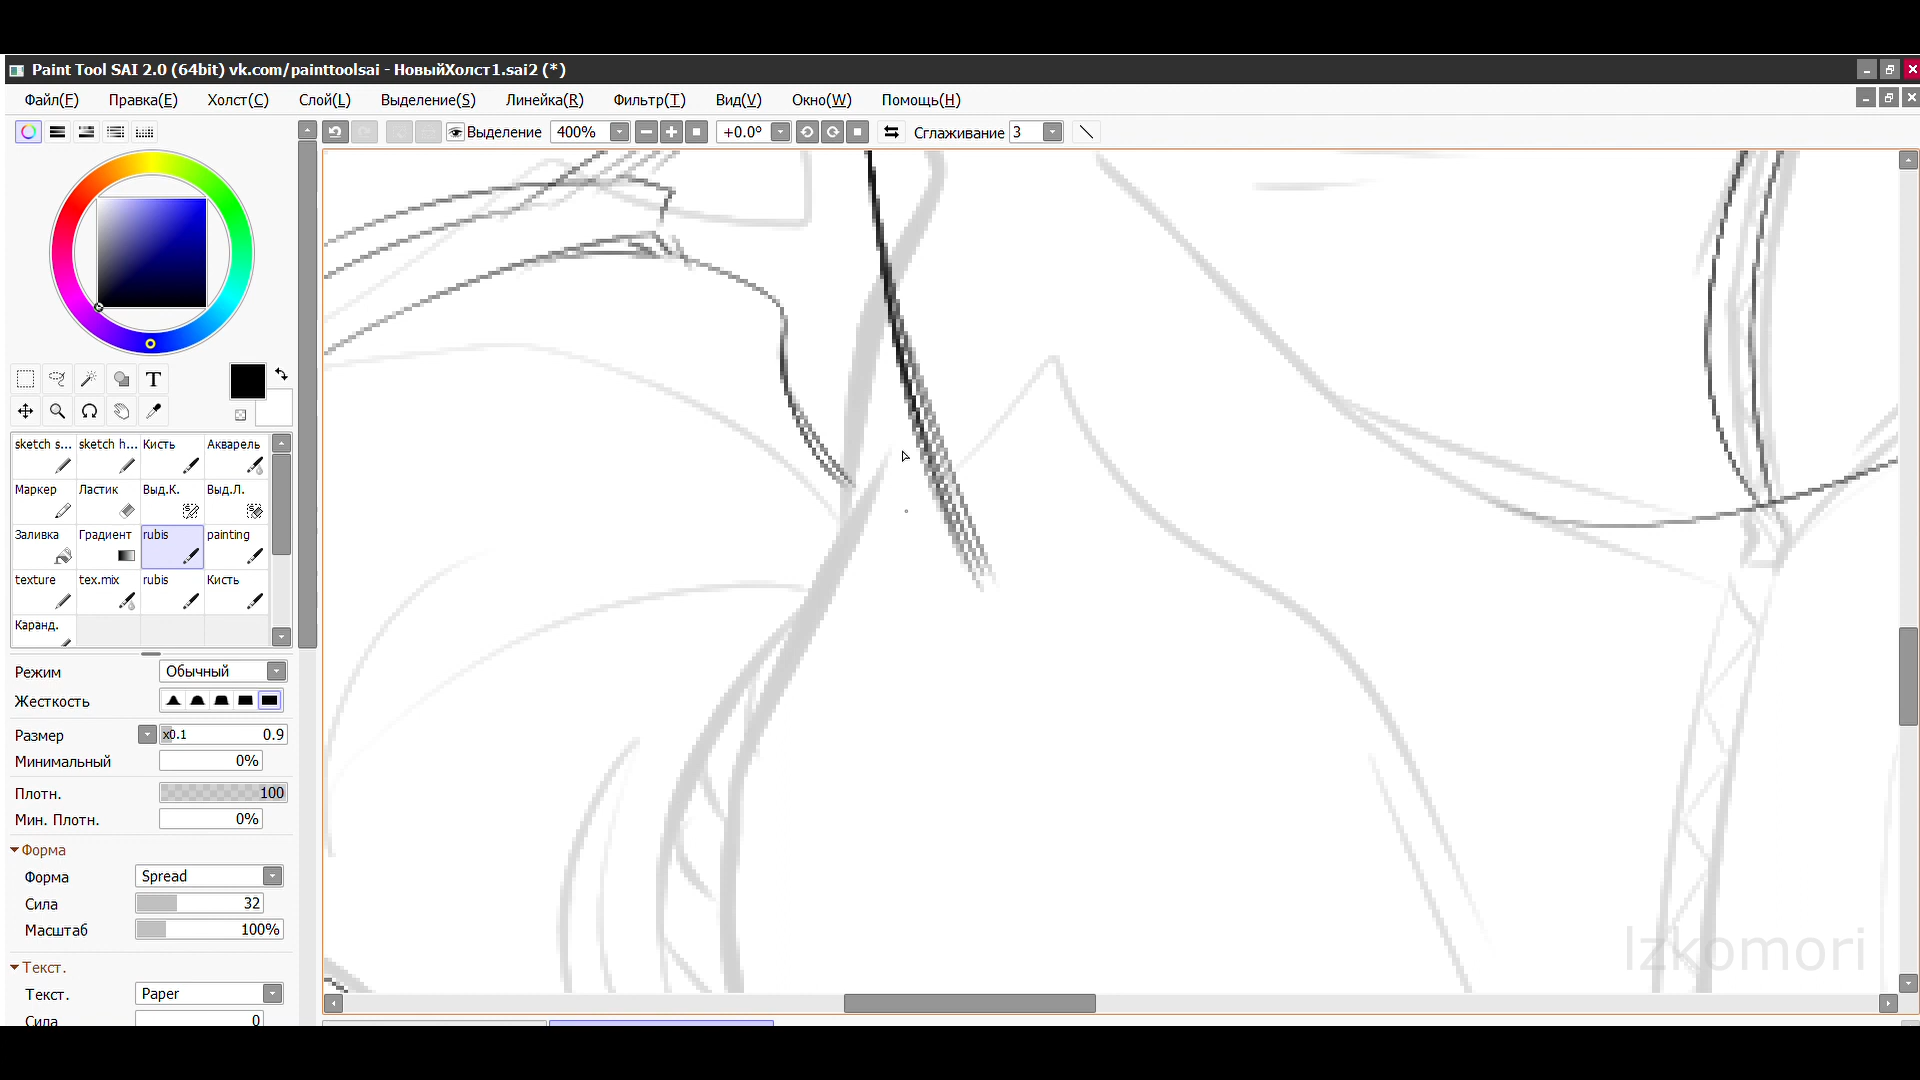 Paint Tool SAI 2.0 (64bit) vk.com/painttoolsai - НовыйХолст1.sai2 (*)
Файл(F) Правка(E) Холст(C) Слой(L) Выделение(S) Линейка(R) Фильтр(T) Вид(V) Окно(W) Помощь(H)
Выделение 400% +0.0º Сглаживание 3
T
sketch s... sketch h... Кисть Акварель
Маркер Ластик Выд.К. Выд.Л.
Заливка Градиент rubis painting
texture tex.mix rubis Кисть
Каранд.
Режим Обычный
Жесткость
Размер x0.1 0.9
Минимальный 0%
Плотн. 100
Мин. Плотн. 0%
Форма
Форма Spread
Сила 32
Масштаб 100%
Текст.
Текст. Paper
Сила 0
Izkomori